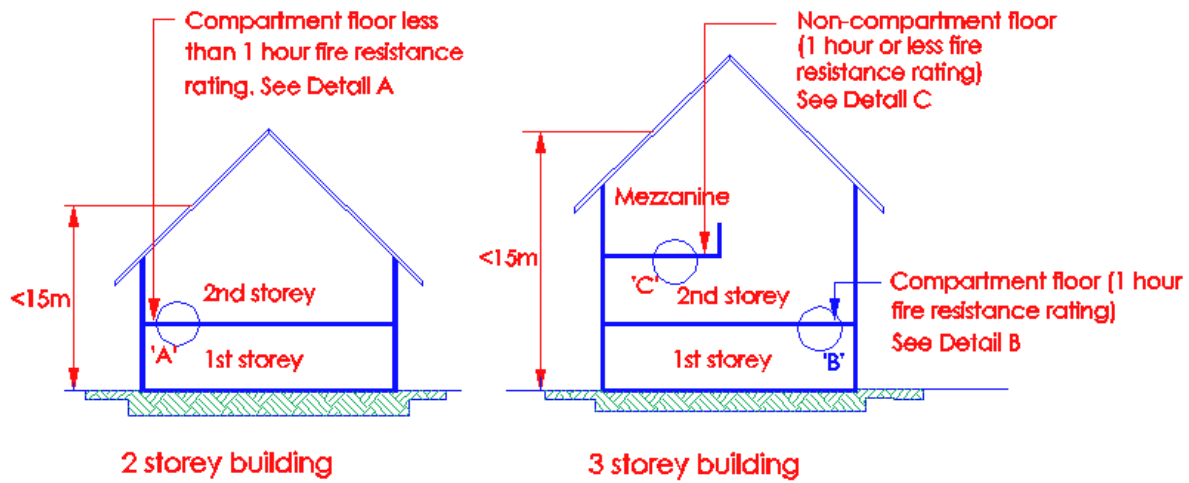 Compartment floor less
than 1 hour fire resistance
rating. See Detail A
<15m
2nd storey
'A'
1st storey
2 storey building
Non-compartment floor
(1 hour or less fire
resistance rating)
See Detail C
Mezzanine
<15m
'C'
2nd storey
Compartment floor (1 hour
fire resistance rating)
See Detail B
1st storey
'B'
3 storey building